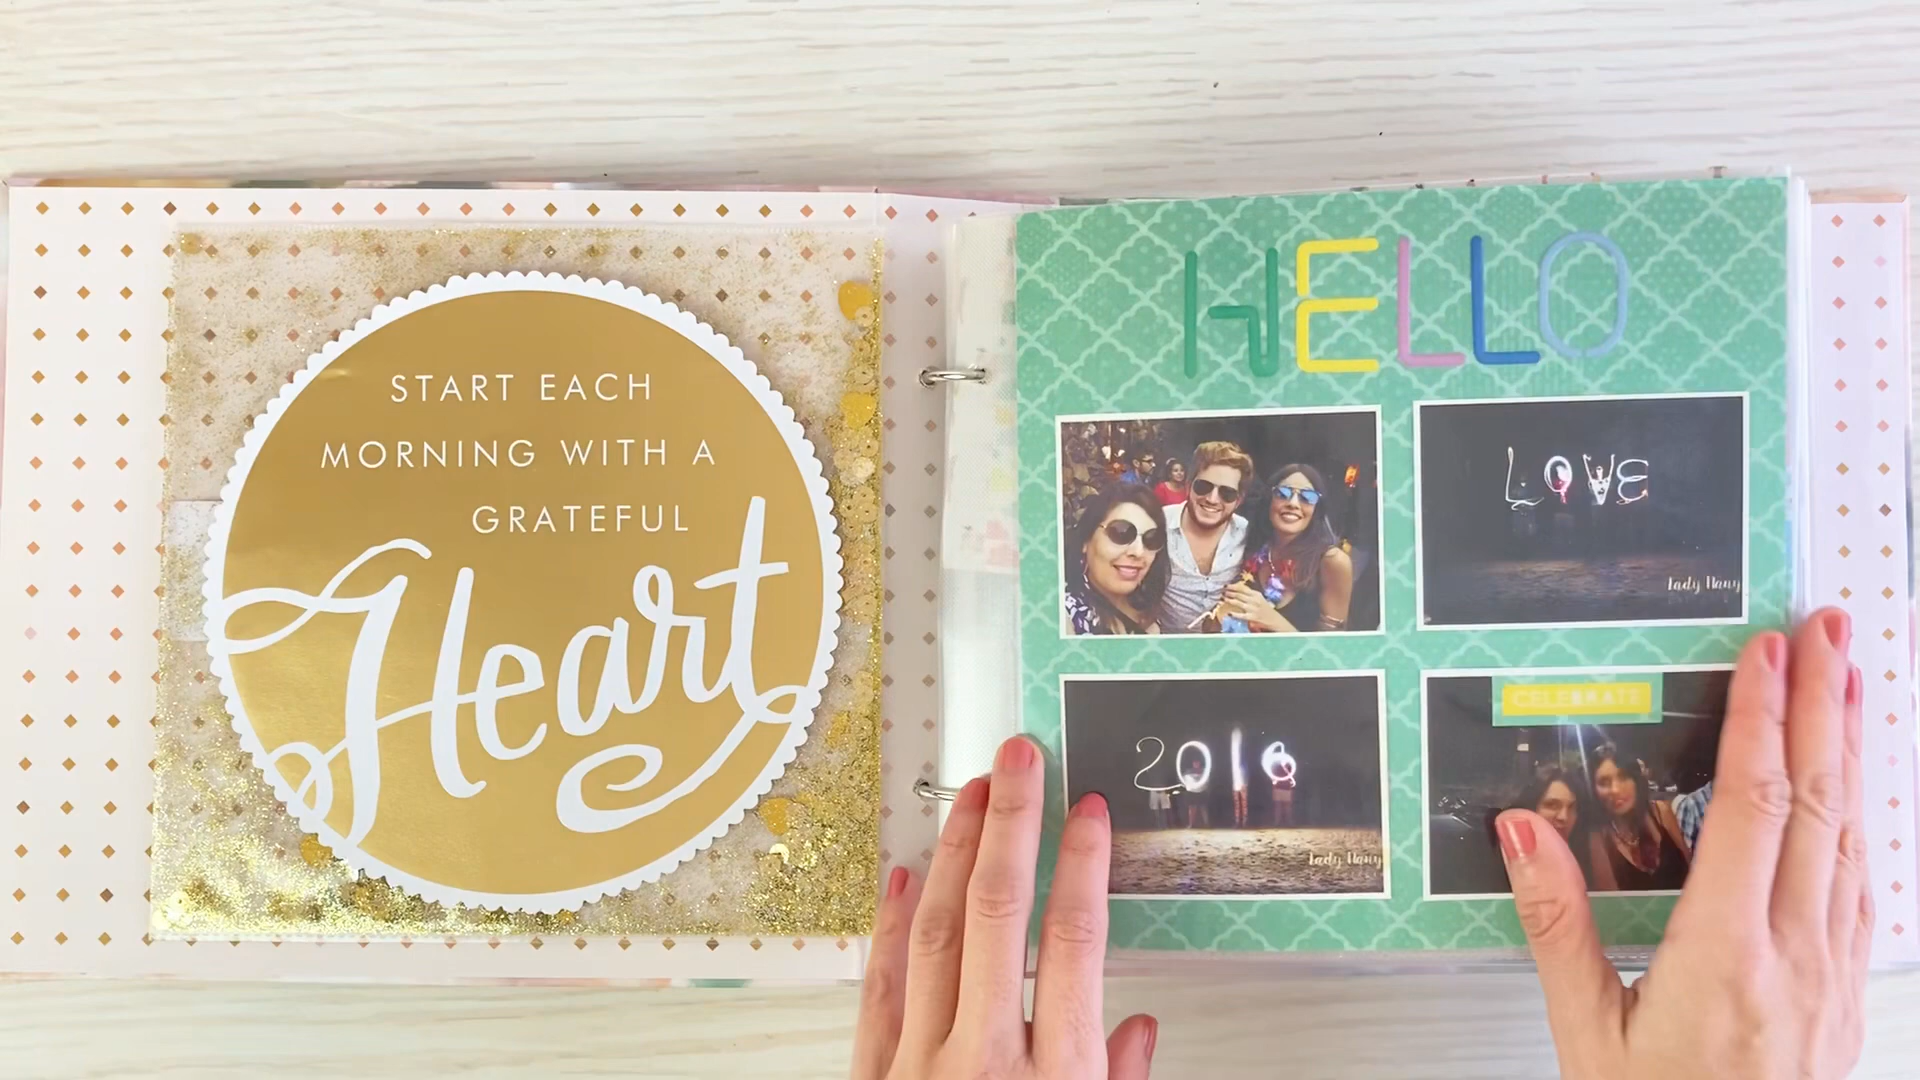 START EACH
MORNING WITH A
GRATEFUL
Heart
HELLO
LOVE
Lady Nany
2016
Lady Nany
CELEBRATE